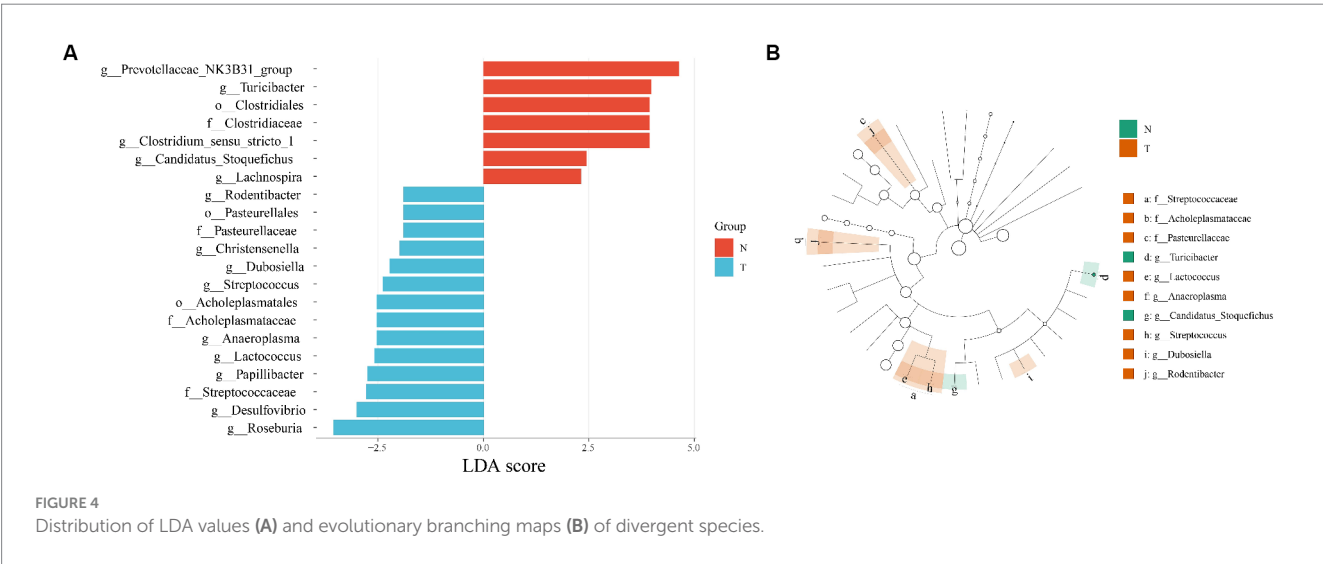 A
g__Prevotellaceae_NK3B31_group
g__Turicibacter
o__Clostridiales
f__Clostridiaceae
g__Clostridium_sensu_stricto_1
g__Candidatus_Stoquefichus
g__Lachnospira
g__Rodentibacter
o__Pasteurellales
f__Pasteurellaceae
g__Christensenella
g__Dubosiella
g__Streptococcus
o__Acholeplasmatales
f__Acholeplasmataceae
g__Anaeroplasma
g__Lactococcus
g__Papillibacter
f__Streptococcaceae
g__Desulfovibrio
g__Roseburia
−2.5 0.0 2.5 5.0
LDA score
Group
N
T
B
c
j
b
f
e
a
h
g
i
d
N
T
a: f__Streptococcaceae
b: f__Acholeplasmataceae
c: f__Pasteurellaceae
d: g__Turicibacter
e: g__Lactococcus
f: g__Anaeroplasma
g: g__Candidatus_Stoquefichus
h: g__Streptococcus
i: g__Dubosiella
j: g__Rodentibacter
FIGURE 4
Distribution of LDA values (A) and evolutionary branching maps (B) of divergent species.